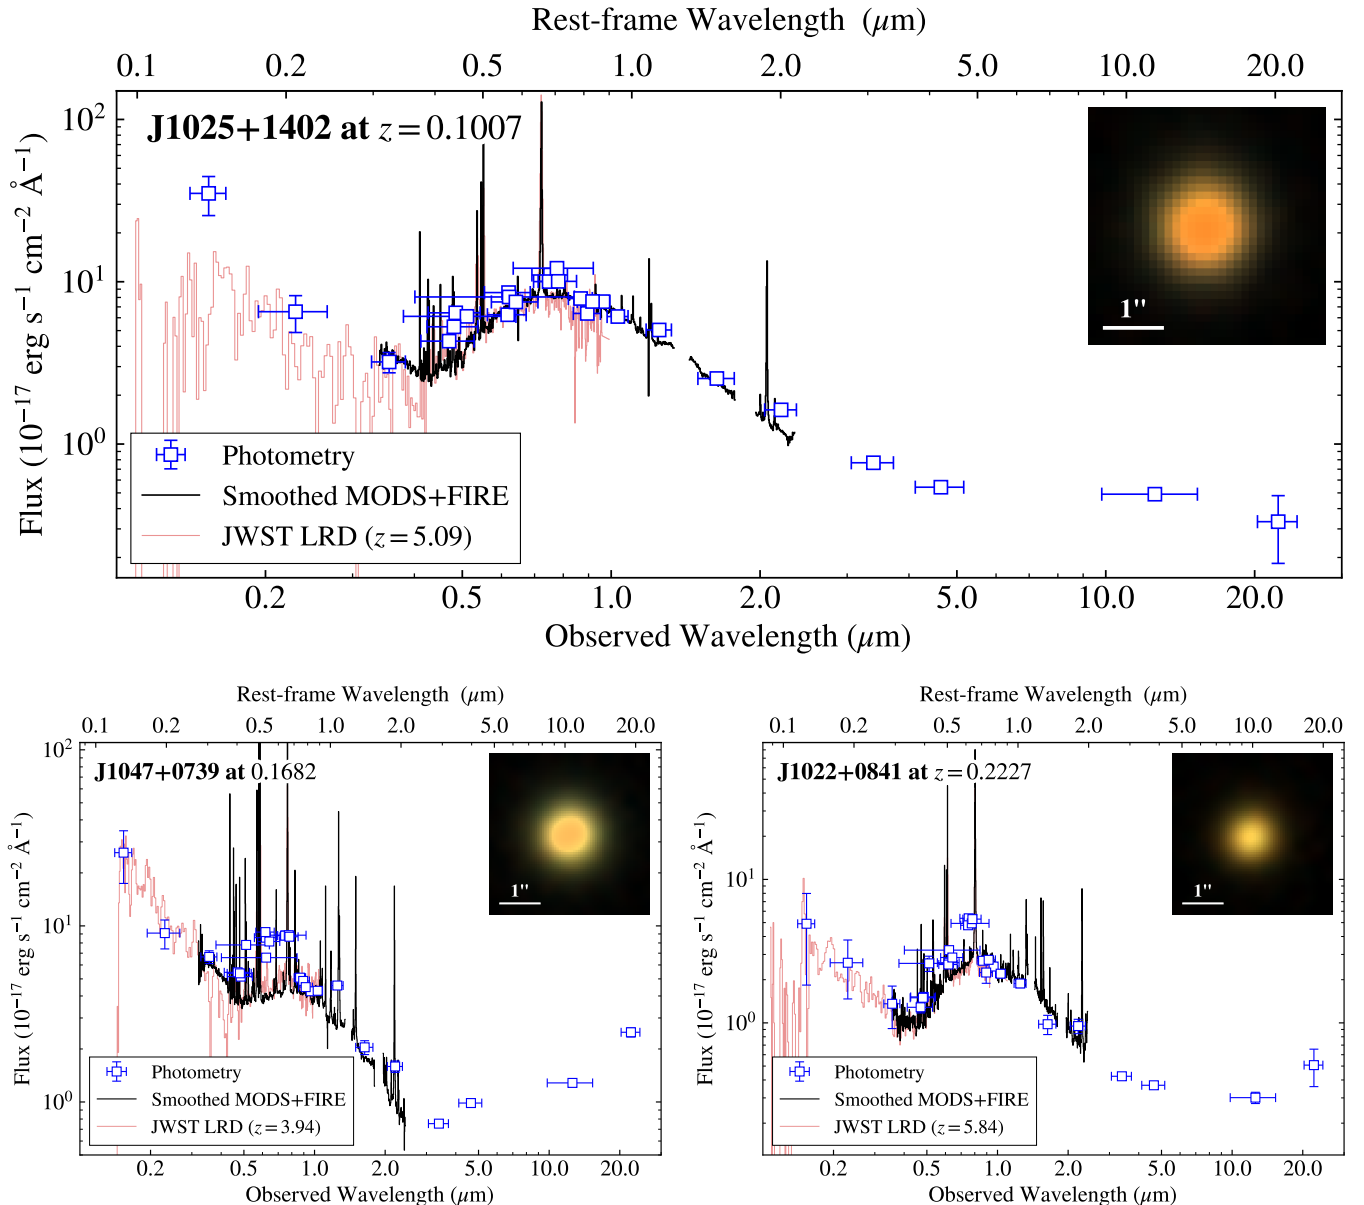 Rest-frame Wavelength (μm)
0.1 0.2 0.5 1.0 2.0 5.0 10.0 20.0
J1025+1402 at z=0.1007
10² 10¹ 10⁰
Flux (10⁻¹⁷ erg s⁻¹ cm⁻² Å⁻¹)
1"
Photometry
Smoothed MODS+FIRE
JWST LRD (z=5.09)
0.2 0.5 1.0 2.0 5.0 10.0 20.0
Observed Wavelength (μm)
Rest-frame Wavelength (μm)
0.1 0.2 0.5 1.0 2.0 5.0 10.0 20.0
J1047+0739 at 0.1682
10² 10¹ 10⁰
Flux (10⁻¹⁷ erg s⁻¹ cm⁻² Å⁻¹)
1"
Photometry
Smoothed MODS+FIRE
JWST LRD (z=3.94)
0.2 0.5 1.0 2.0 5.0 10.0 20.0
Observed Wavelength (μm)
Rest-frame Wavelength (μm)
0.1 0.2 0.5 1.0 2.0 5.0 10.0 20.0
J1022+0841 at z=0.2227
10¹ 10⁰
Flux (10⁻¹⁷ erg s⁻¹ cm⁻² Å⁻¹)
1"
Photometry
Smoothed MODS+FIRE
JWST LRD (z=5.84)
0.2 0.5 1.0 2.0 5.0 10.0 20.0
Observed Wavelength (μm)